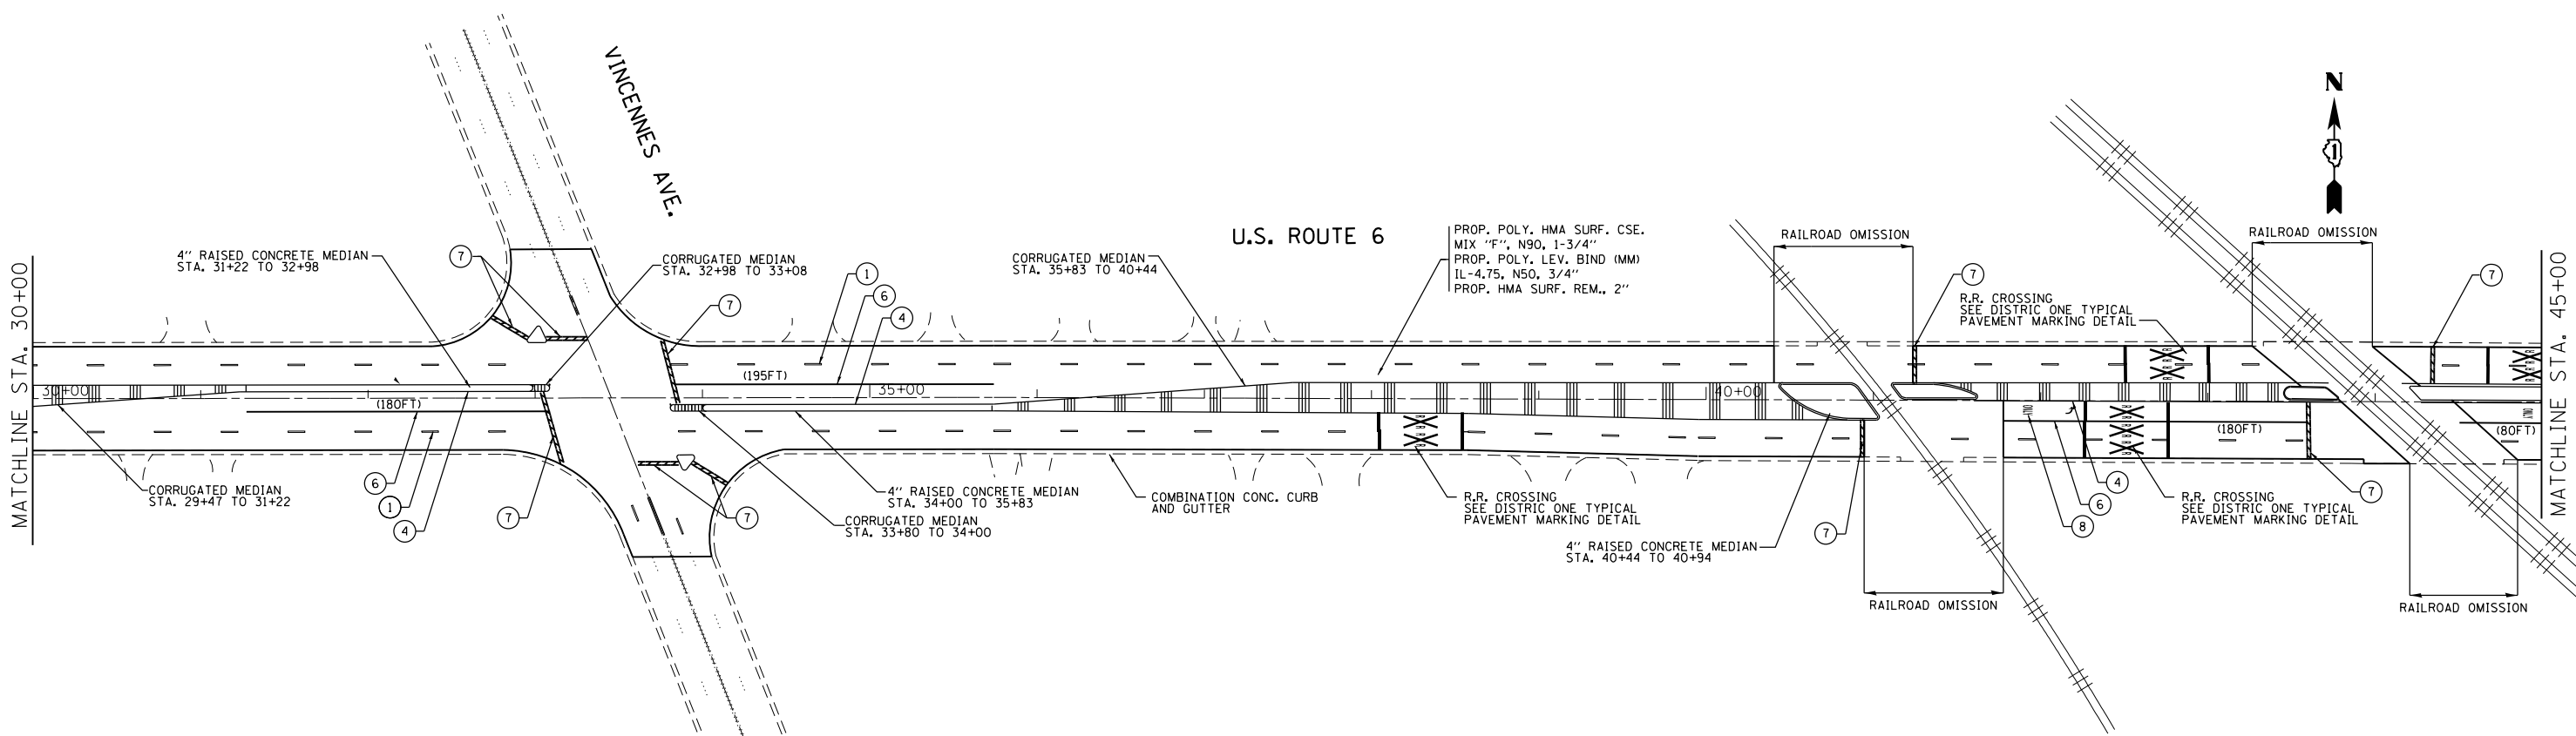 MATCHLINE STA. 30+00
4" RAISED CONCRETE MEDIAN
STA. 31+22 TO 32+98
7
VINCENNES AVE.
CORRUGATED MEDIAN
STA. 32+98 TO 33+08
7
1
6
4
CORRUGATED MEDIAN
STA. 35+83 TO 40+44
U.S. ROUTE 6
PROP. POLY. HMA SURF. CSE.
MIX "F", N90, 1-3/4"
PROP. POLY. LEV. BIND (MM)
IL-4.75, N50, 3/4"
PROP. HMA SURF. REM., 2"
RAILROAD OMISSION
7
R.R. CROSSING
SEE DISTRIC ONE TYPICAL
PAVEMENT MARKING DETAIL
N
1
RAILROAD OMISSION
7
MATCHLINE STA. 45+00
30+00
(180FT)
(195FT)
35+00
40+00
R R R
R R R
R R R
R R R
ONLY
(180FT)
ONLY
(80FT)
CORRUGATED MEDIAN
STA. 29+47 TO 31+22
6
1
4
7
7
4" RAISED CONCRETE MEDIAN
STA. 34+00 TO 35+83
CORRUGATED MEDIAN
STA. 33+80 TO 34+00
COMBINATION CONC. CURB
AND GUTTER
R.R. CROSSING
SEE DISTRIC ONE TYPICAL
PAVEMENT MARKING DETAIL
4" RAISED CONCRETE MEDIAN
STA. 40+44 TO 40+94
7
RAILROAD OMISSION
8
6
4
R.R. CROSSING
SEE DISTRIC ONE TYPICAL
PAVEMENT MARKING DETAIL
7
RAILROAD OMISSION